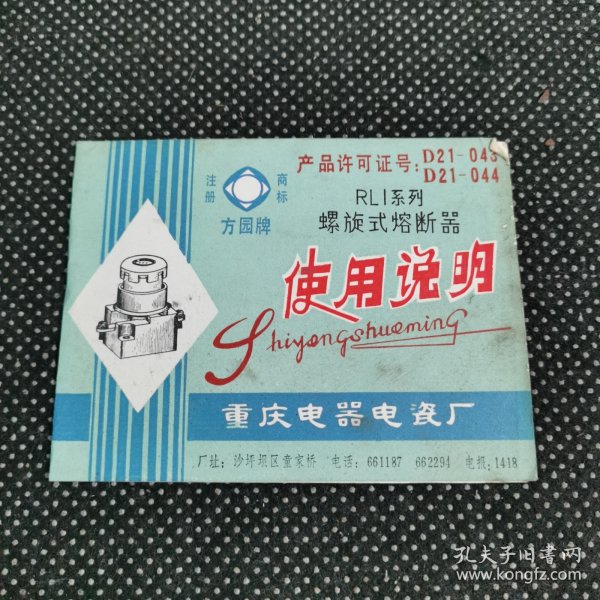 产品许可证号:D21-043
D21-044
注册 商标
方园牌
RL1系列
螺旋式熔断器
使用说明
Shiyongshuoming
重庆电器电瓷厂
厂址:沙坪坝区童家桥 电话:661187 662294 电报:1418
孔夫子旧书网
www.kongfz.com